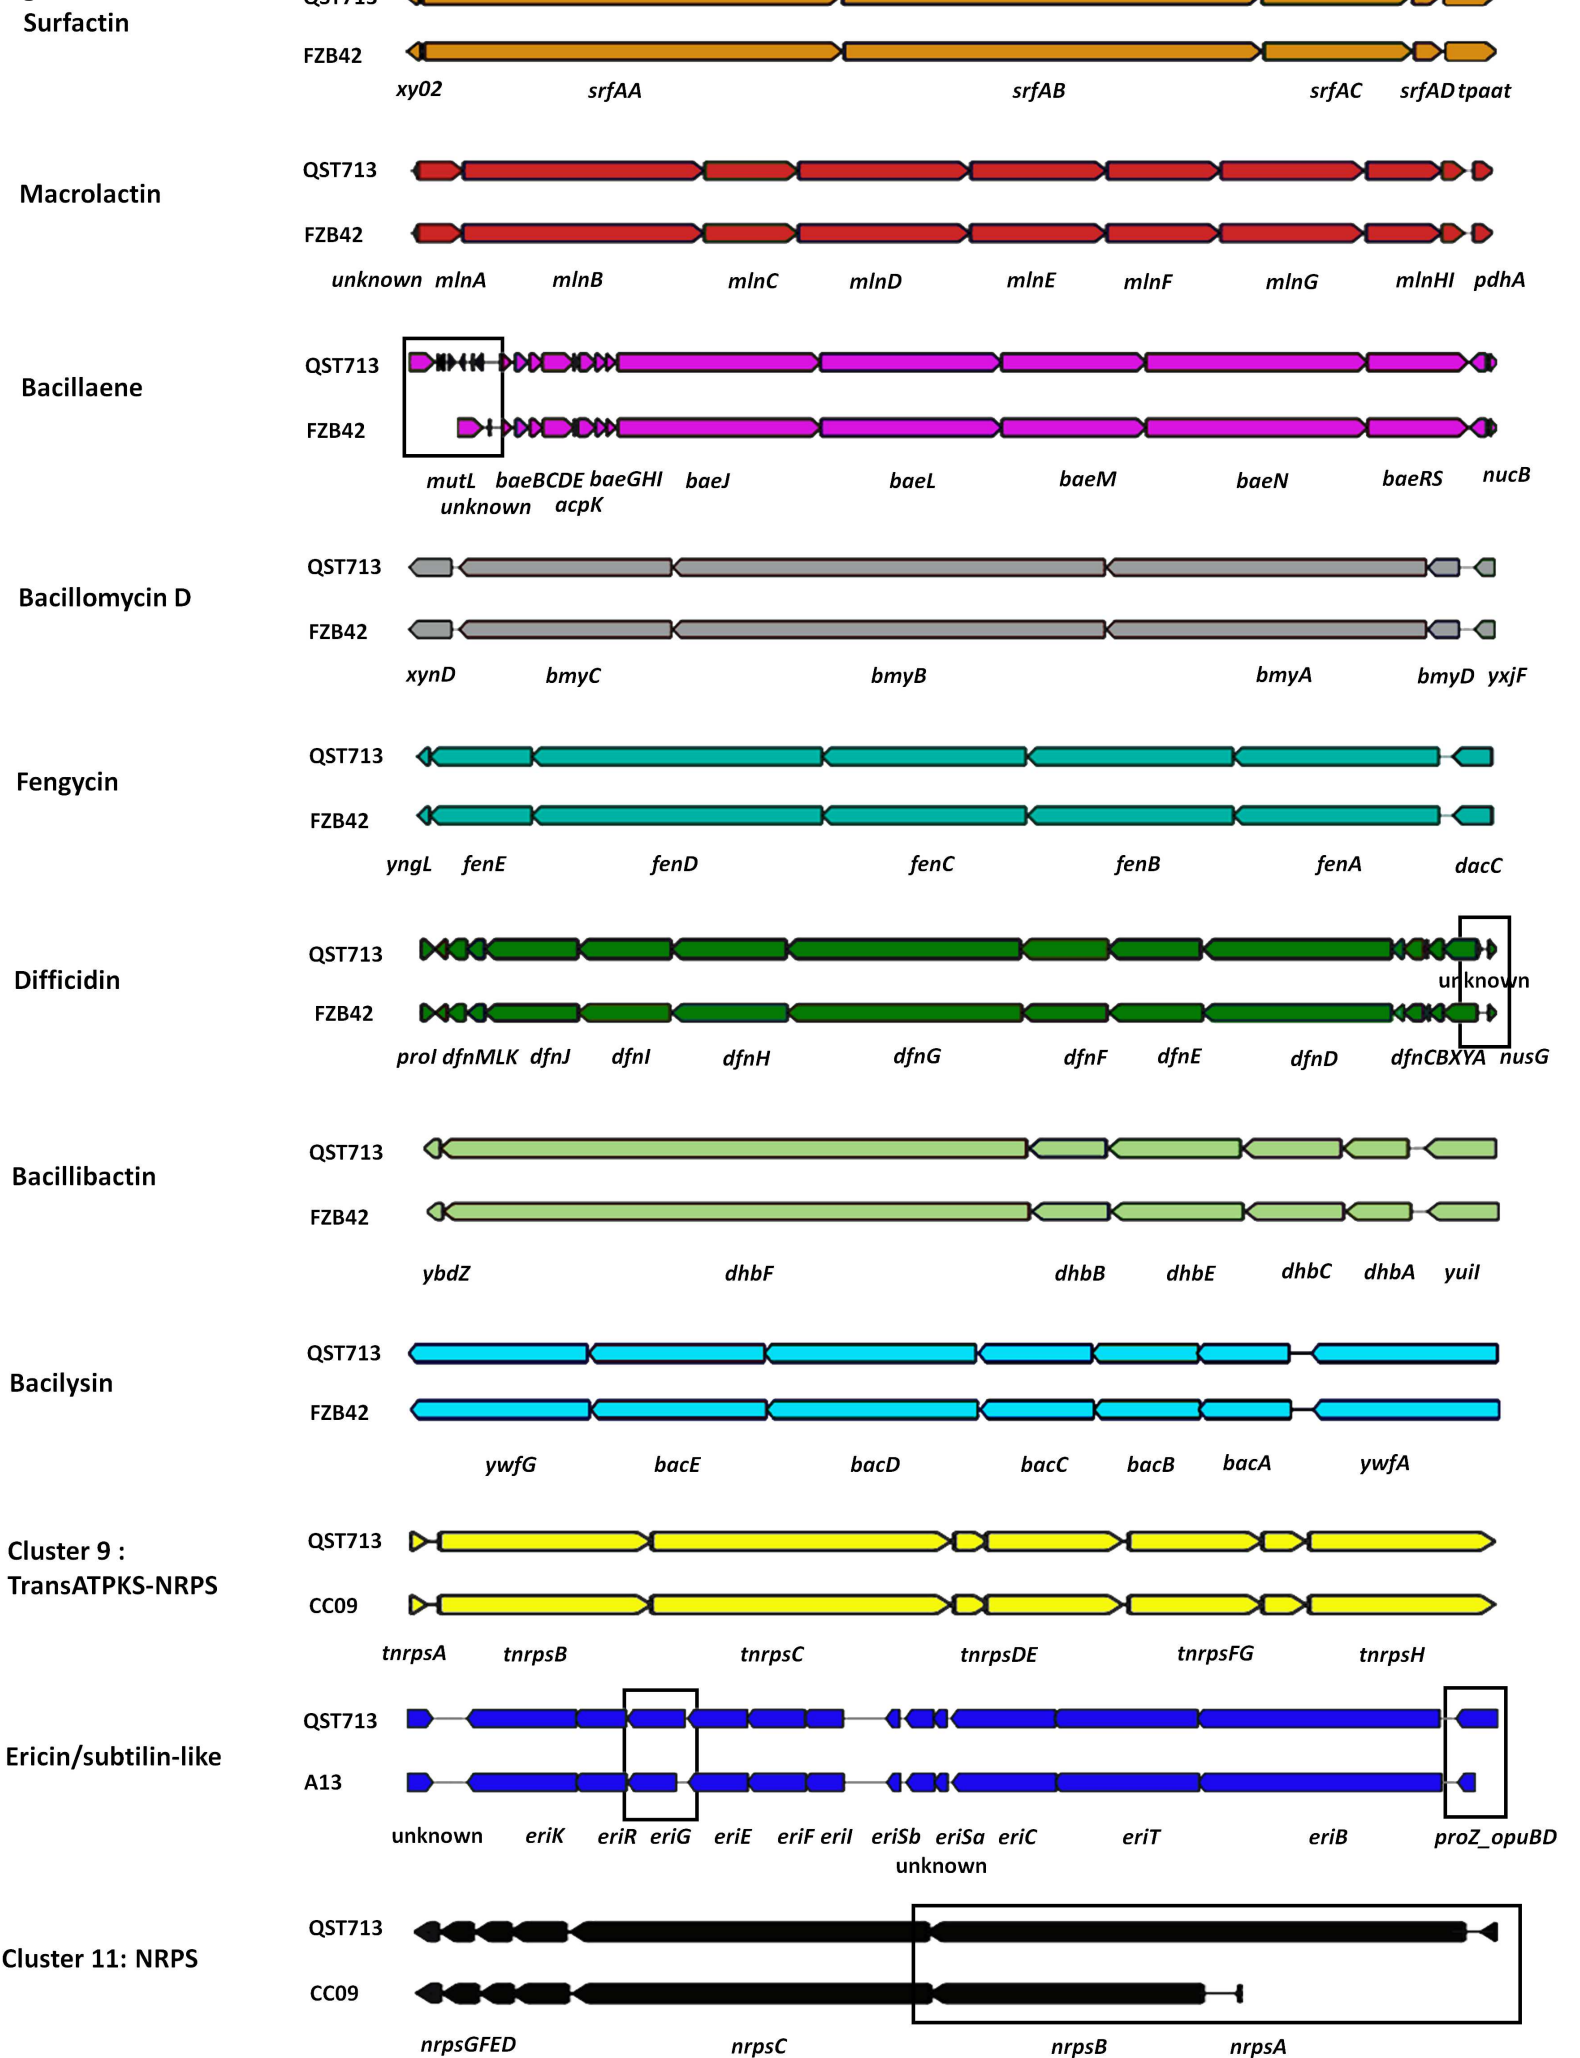 QST713
Surfactin
FZB42
xy02 srfAA srfAB srfAC srfAD tpaat
QST713
Macrolactin
FZB42
unknown mlnA mlnB mlnC mlnD mlnE mlnF mlnG mlnHI pdhA
QST713
Bacillaene
FZB42
mutL baeBCDE baeGHI baeJ baeL baeM baeN baeRS nucB
unknown acpK
QST713
Bacillomycin D
FZB42
xynD bmyC bmyB bmyA bmyD yxjF
QST713
Fengycin
FZB42
yngL fenE fenD fenC fenB fenA dacC
QST713
Difficidin
unknown
FZB42
proI dfnMLK dfnJ dfnI dfnH dfnG dfnF dfnE dfnD dfnCBXYA nusG
QST713
Bacillibactin
FZB42
ybdZ dhbF dhbB dhbE dhbC dhbA yuiI
QST713
Bacilysin
FZB42
ywfG bacE bacD bacC bacB bacA ywfA
QST713
Cluster 9 :
TransATPKS-NRPS
CC09
tnrpsA tnrpsB tnrpsC tnrpsDE tnrpsFG tnrpsH
QST713
Ericin/subtilin-like
A13
unknown eriK eriR eriG eriE eriF eriI eriSb eriSa eriC eriT eriB proZ_opuBD
unknown
QST713
Cluster 11: NRPS
CC09
nrpsGFED nrpsC nrpsB nrpsA